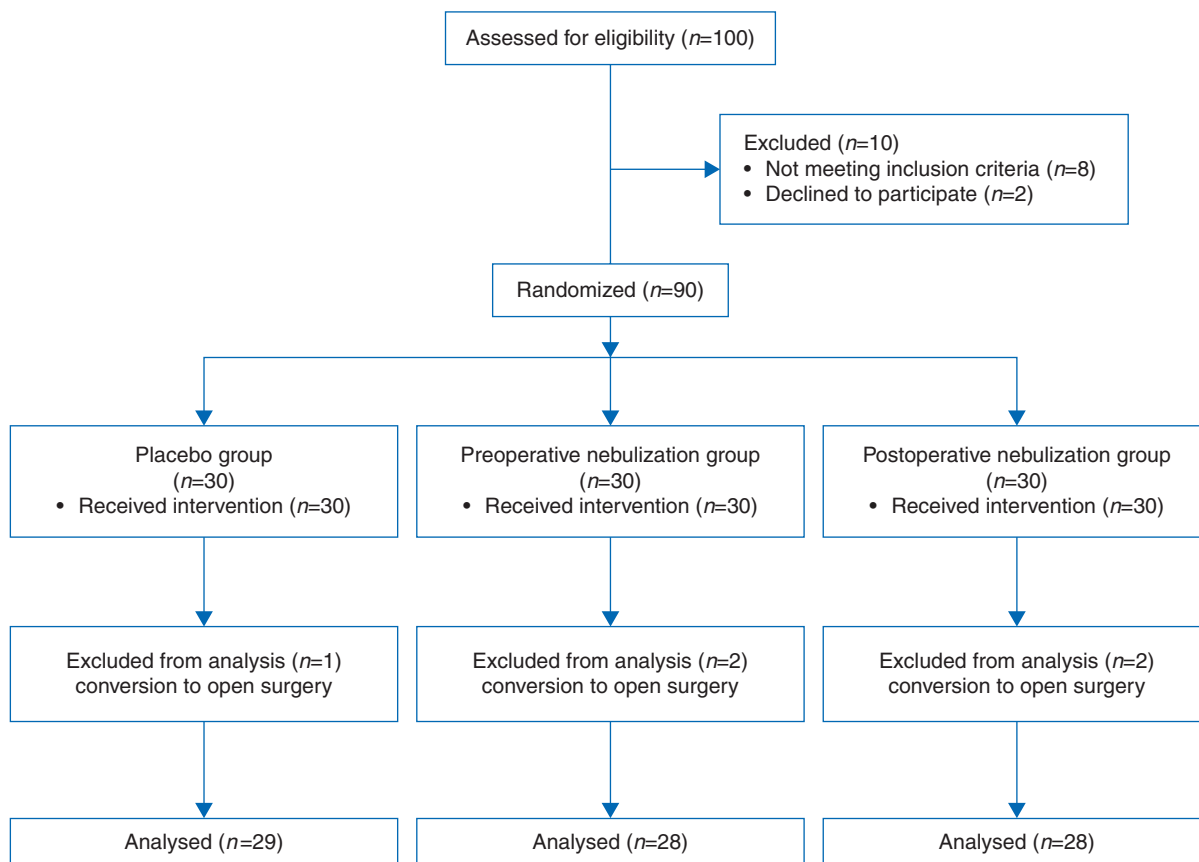 Assessed for eligibility (n=100)
Excluded (n=10)
• Not meeting inclusion criteria (n=8)
• Declined to participate (n=2)
Randomized (n=90)
Placebo group
(n=30)
• Received intervention (n=30)
Preoperative nebulization group
(n=30)
• Received intervention (n=30)
Postoperative nebulization group
(n=30)
• Received intervention (n=30)
Excluded from analysis (n=1)
conversion to open surgery
Excluded from analysis (n=2)
conversion to open surgery
Excluded from analysis (n=2)
conversion to open surgery
Analysed (n=29)
Analysed (n=28)
Analysed (n=28)